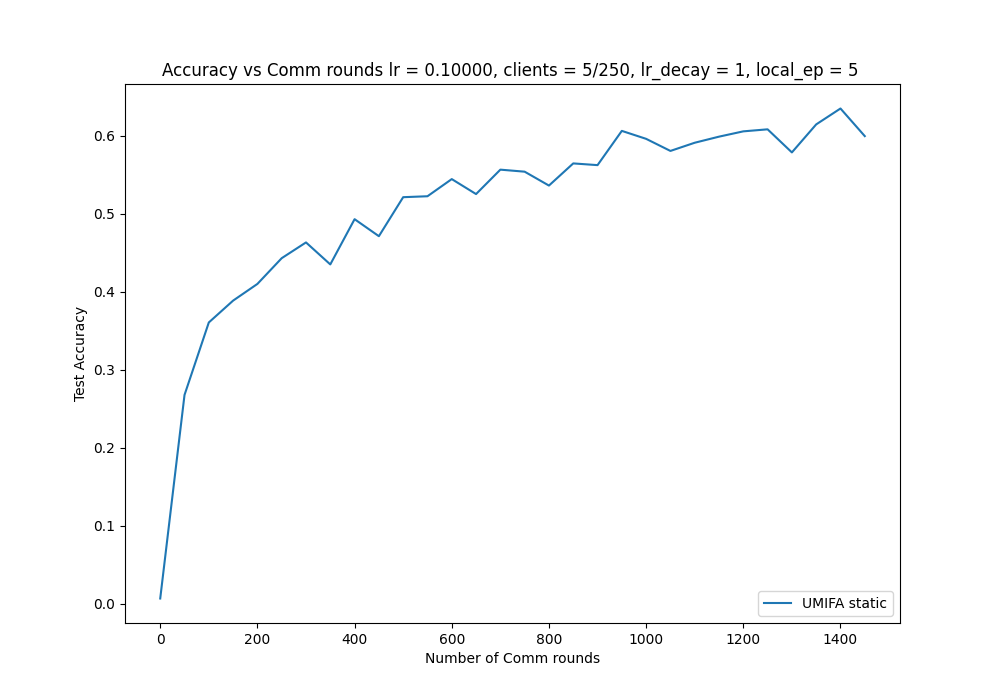 Accuracy vs Comm rounds lr = 0.10000, clients = 5/250, lr_decay = 1, local_ep = 5
Test Accuracy
0.6
0.5
0.4
0.3
0.2
0.1
0.0
UMIFA static
0 200 400 600 800 1000 1200 1400
Number of Comm rounds